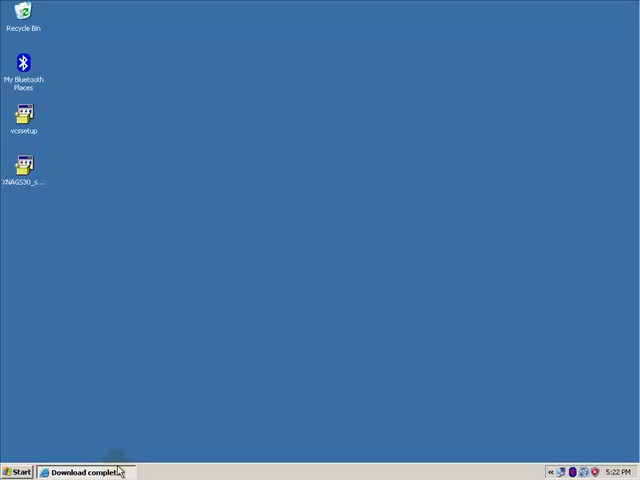 Recycle Bin
My Bluetooth
Places
vcssetup
XNAGS30_s...
Start
Download complet
5:22 PM